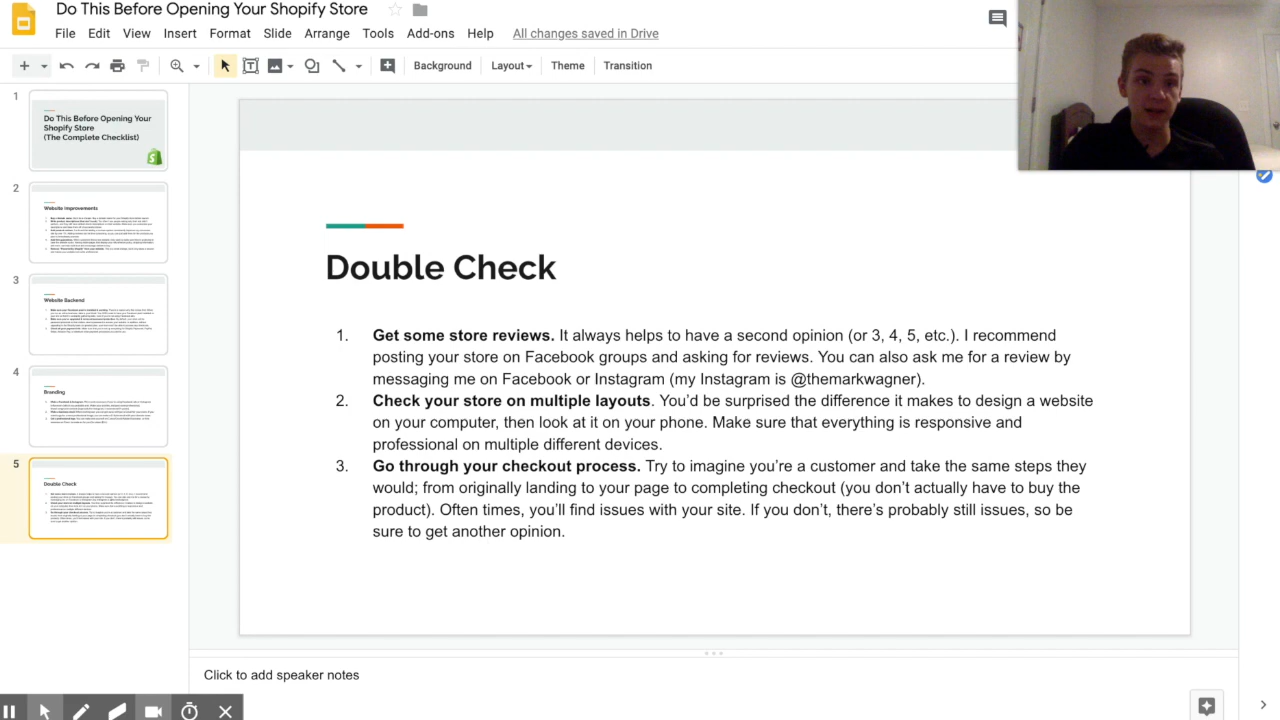 Do This Before Opening Your Shopify Store
File Edit View Insert Format Slide Arrange Tools Add-ons Help All changes saved in Drive
Background Layout Theme Transition
1
Do This Before Opening Your
Shopify Store
(The Complete Checklist)
2
Website Improvements
3
Website Backend
4
Branding
5
Double Check
Double Check
1. Get some store reviews. It always helps to have a second opinion (or 3, 4, 5, etc.). I recommend
posting your store on Facebook groups and asking for reviews. You can also ask me for a review by
messaging me on Facebook or Instagram (my Instagram is @themarkwagner).
2. Check your store on multiple layouts. You’d be surprised the difference it makes to design a website
on your computer, then look at it on your phone. Make sure that everything is responsive and
professional on multiple different devices.
3. Go through your checkout process. Try to imagine you’re a customer and take the same steps they
would; from originally landing to your page to completing checkout (you don’t actually have to buy the
product). Often times, you’ll find issues with your site. If you don’t, there’s probably still issues, so be
sure to get another opinion.
Click to add speaker notes